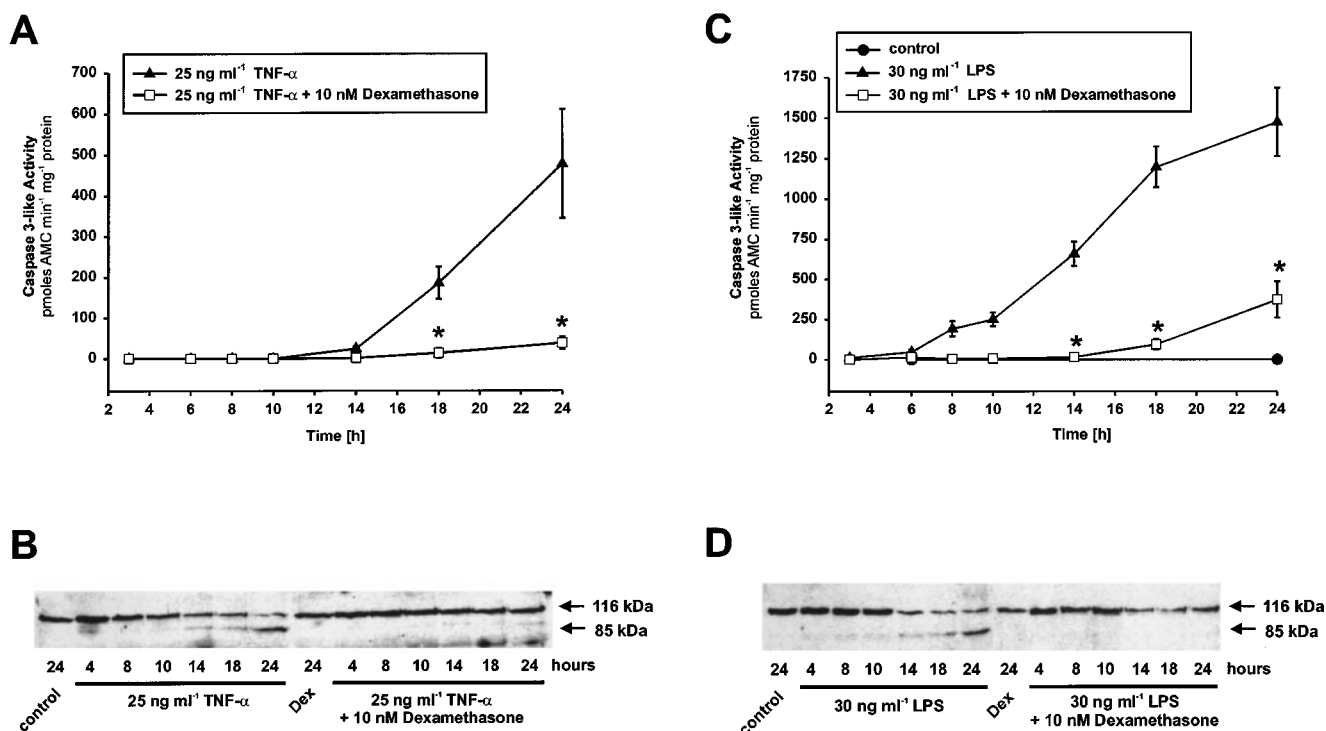 A
25 ng ml⁻¹ TNF-α
25 ng ml⁻¹ TNF-α + 10 nM Dexamethasone
Caspase 3-like Activity
pmoles AMC min⁻¹ mg⁻¹ protein
700
600
500
400
300
200
100
0
2 4 6 8 10 12 14 16 18 20 22 24
Time [h]
* *
C
control
30 ng ml⁻¹ LPS
30 ng ml⁻¹ LPS + 10 nM Dexamethasone
Caspase 3-like Activity
pmoles AMC min⁻¹ mg⁻¹ protein
1750
1500
1250
1000
750
500
250
0
2 4 6 8 10 12 14 16 18 20 22 24
Time [h]
* * *
B
116 kDa
85 kDa
24 4 8 10 14 18 24 24 4 8 10 14 18 24 hours
control
25 ng ml⁻¹ TNF-α
Dex
25 ng ml⁻¹ TNF-α
+ 10 nM Dexamethasone
D
116 kDa
85 kDa
24 4 8 10 14 18 24 24 4 8 10 14 18 24 hours
control
30 ng ml⁻¹ LPS
Dex
30 ng ml⁻¹ LPS
+ 10 nM Dexamethasone